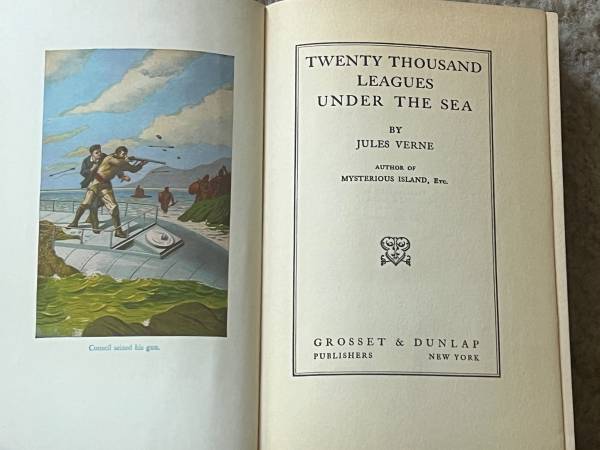 Conseil seized his gun.
TWENTY THOUSAND
LEAGUES
UNDER THE SEA
BY
JULES VERNE
AUTHOR OF
MYSTERIOUS ISLAND, ETC.
GROSSET & DUNLAP
PUBLISHERS NEW YORK